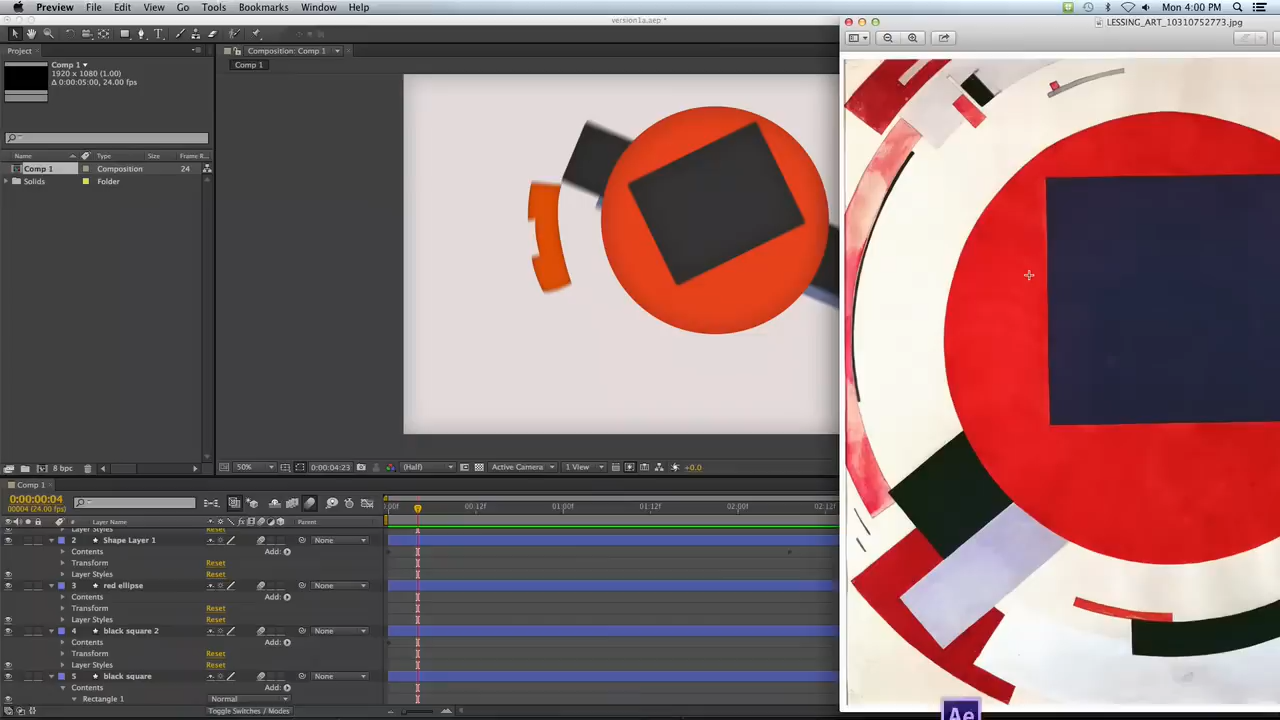 Preview File Edit View Go Tools Bookmarks Window Help Mon 4:00 PM
version1a.aep *
LESSING_ART_10310752773.jpg
Project
Composition: Comp 1
Comp 1
Comp 1
1920 x 1080 (1.00)
Δ 0:00:05:00, 24.00 fps
Name Type Size Frame R...
Comp 1 Composition 24
Solids Folder
8 bpc
50% 0:00:04:23 (Half) Active Camera 1 View +0.0
Comp 1
0:00:00:04
00004 (24.00 fps)
:00f 00:12f 01:00f 01:12f 02:00f 02:12f
# Layer Name Parent
Layer Styles Reset
2 Shape Layer 1 None
Contents Add:
Transform Reset
Layer Styles Reset
3 red ellipse None
Contents Add:
Transform Reset
Layer Styles Reset
4 black square 2 None
Contents Add:
Transform Reset
Layer Styles Reset
5 black square None
Contents Add:
Rectangle 1 Normal
Toggle Switches / Modes
Ae